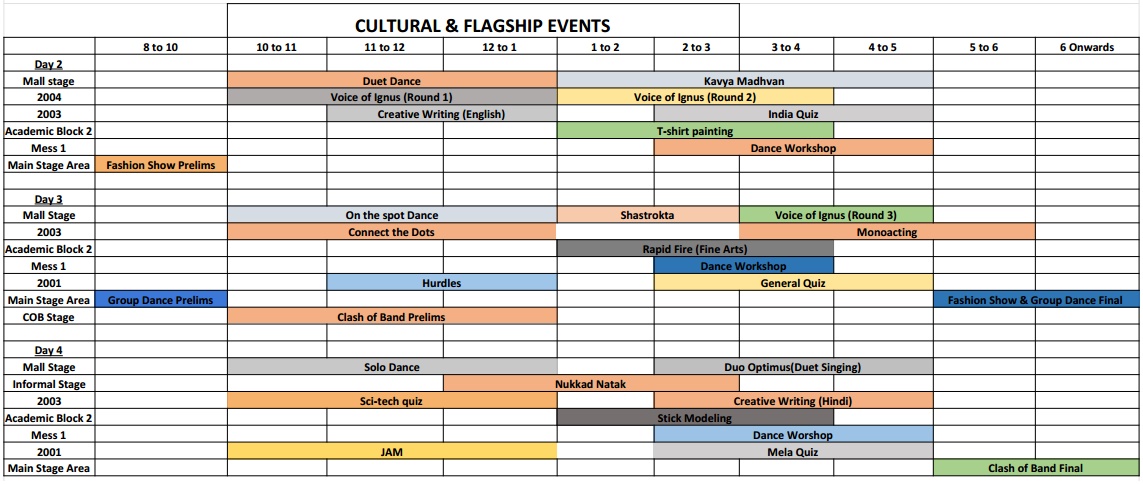 CULTURAL & FLAGSHIP EVENTS
8 to 10 10 to 11 11 to 12 12 to 1 1 to 2 2 to 3 3 to 4 4 to 5 5 to 6 6 Onwards
Day 2
Mall stage Duet Dance Kavya Madhvan
2004 Voice of Ignus (Round 1) Voice of Ignus (Round 2)
2003 Creative Writing (English) India Quiz
Academic Block 2 T-shirt painting
Mess 1 Dance Workshop
Main Stage Area Fashion Show Prelims
Day 3
Mall Stage On the spot Dance Shastrokta Voice of Ignus (Round 3)
2003 Connect the Dots Monoacting
Academic Block 2 Rapid Fire (Fine Arts)
Mess 1 Dance Workshop
2001 Hurdles General Quiz
Main Stage Area Group Dance Prelims Fashion Show & Group Dance Final
COB Stage Clash of Band Prelims
Day 4
Mall Stage Solo Dance Duo Optimus(Duet Singing)
Informal Stage Nukkad Natak
2003 Sci-tech quiz Creative Writing (Hindi)
Academic Block 2 Stick Modeling
Mess 1 Dance Worshop
2001 JAM Mela Quiz
Main Stage Area Clash of Band Final